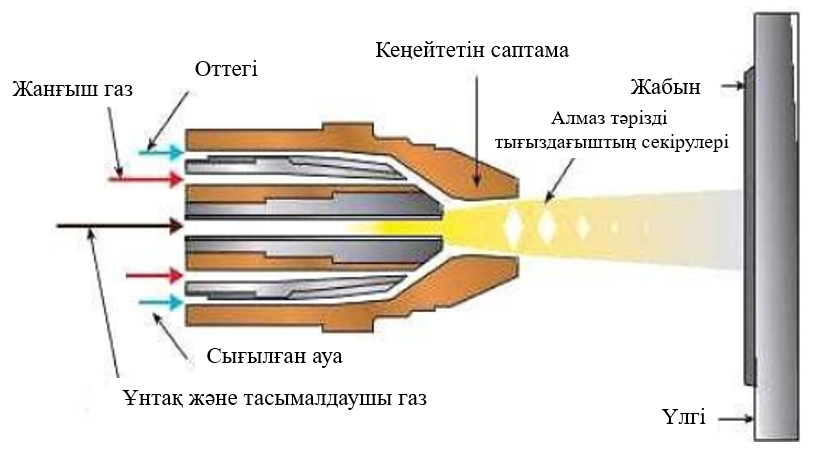 Кеңейтетін саптама
Оттегі
Жанғыш газ
Жабын
Алмаз тәрізді
тығыздағыштың секірулері
Сығылған ауа
Ұнтақ және тасымалдаушы газ
Үлгі